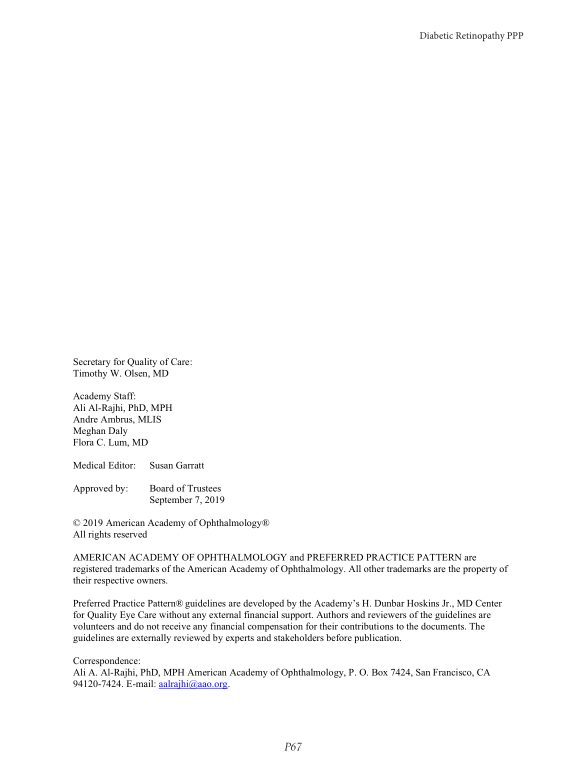 Diabetic Retinopathy PPP
Secretary for Quality of Care:
Timothy W. Olsen, MD
Academy Staff:
Ali Al-Rajhi, PhD, MPH
Andre Ambrus, MLIS
Meghan Daly
Flora C. Lum, MD
Medical Editor: Susan Garratt
Approved by: Board of Trustees
September 7, 2019
© 2019 American Academy of Ophthalmology®
All rights reserved
AMERICAN ACADEMY OF OPHTHALMOLOGY and PREFERRED PRACTICE PATTERN are
registered trademarks of the American Academy of Ophthalmology. All other trademarks are the property of
their respective owners.
Preferred Practice Pattern® guidelines are developed by the Academy’s H. Dunbar Hoskins Jr., MD Center
for Quality Eye Care without any external financial support. Authors and reviewers of the guidelines are
volunteers and do not receive any financial compensation for their contributions to the documents. The
guidelines are externally reviewed by experts and stakeholders before publication.
Correspondence:
Ali A. Al-Rajhi, PhD, MPH American Academy of Ophthalmology, P. O. Box 7424, San Francisco, CA
94120-7424. E-mail: aalrajhi@aao.org.
P67